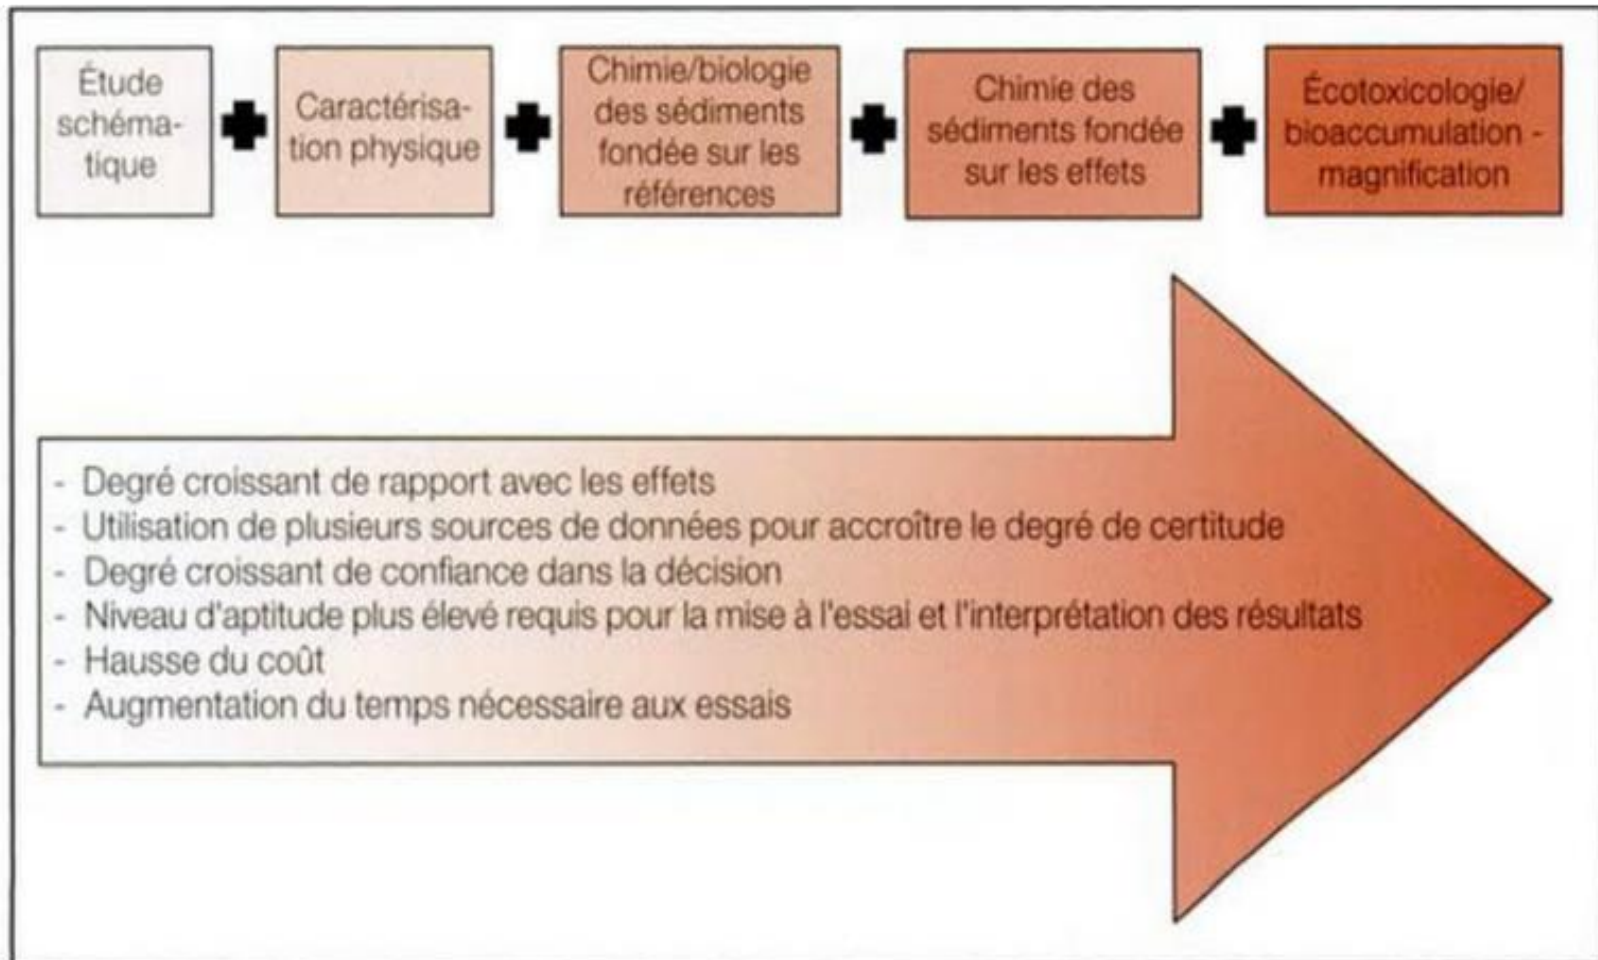 Étude
schéma-
tique
Caractérisa-
tion physique
Chimie/biologie
des sédiments
fondée sur les
références
Chimie des
sédiments fondée
sur les effets
Écotoxicologie/
bioaccumulation -
magnification
- Degré croissant de rapport avec les effets
- Utilisation de plusieurs sources de données pour accroître le degré de certitude
- Degré croissant de confiance dans la décision
- Niveau d'aptitude plus élevé requis pour la mise à l'essai et l'interprétation des résultats
- Hausse du coût
- Augmentation du temps nécessaire aux essais